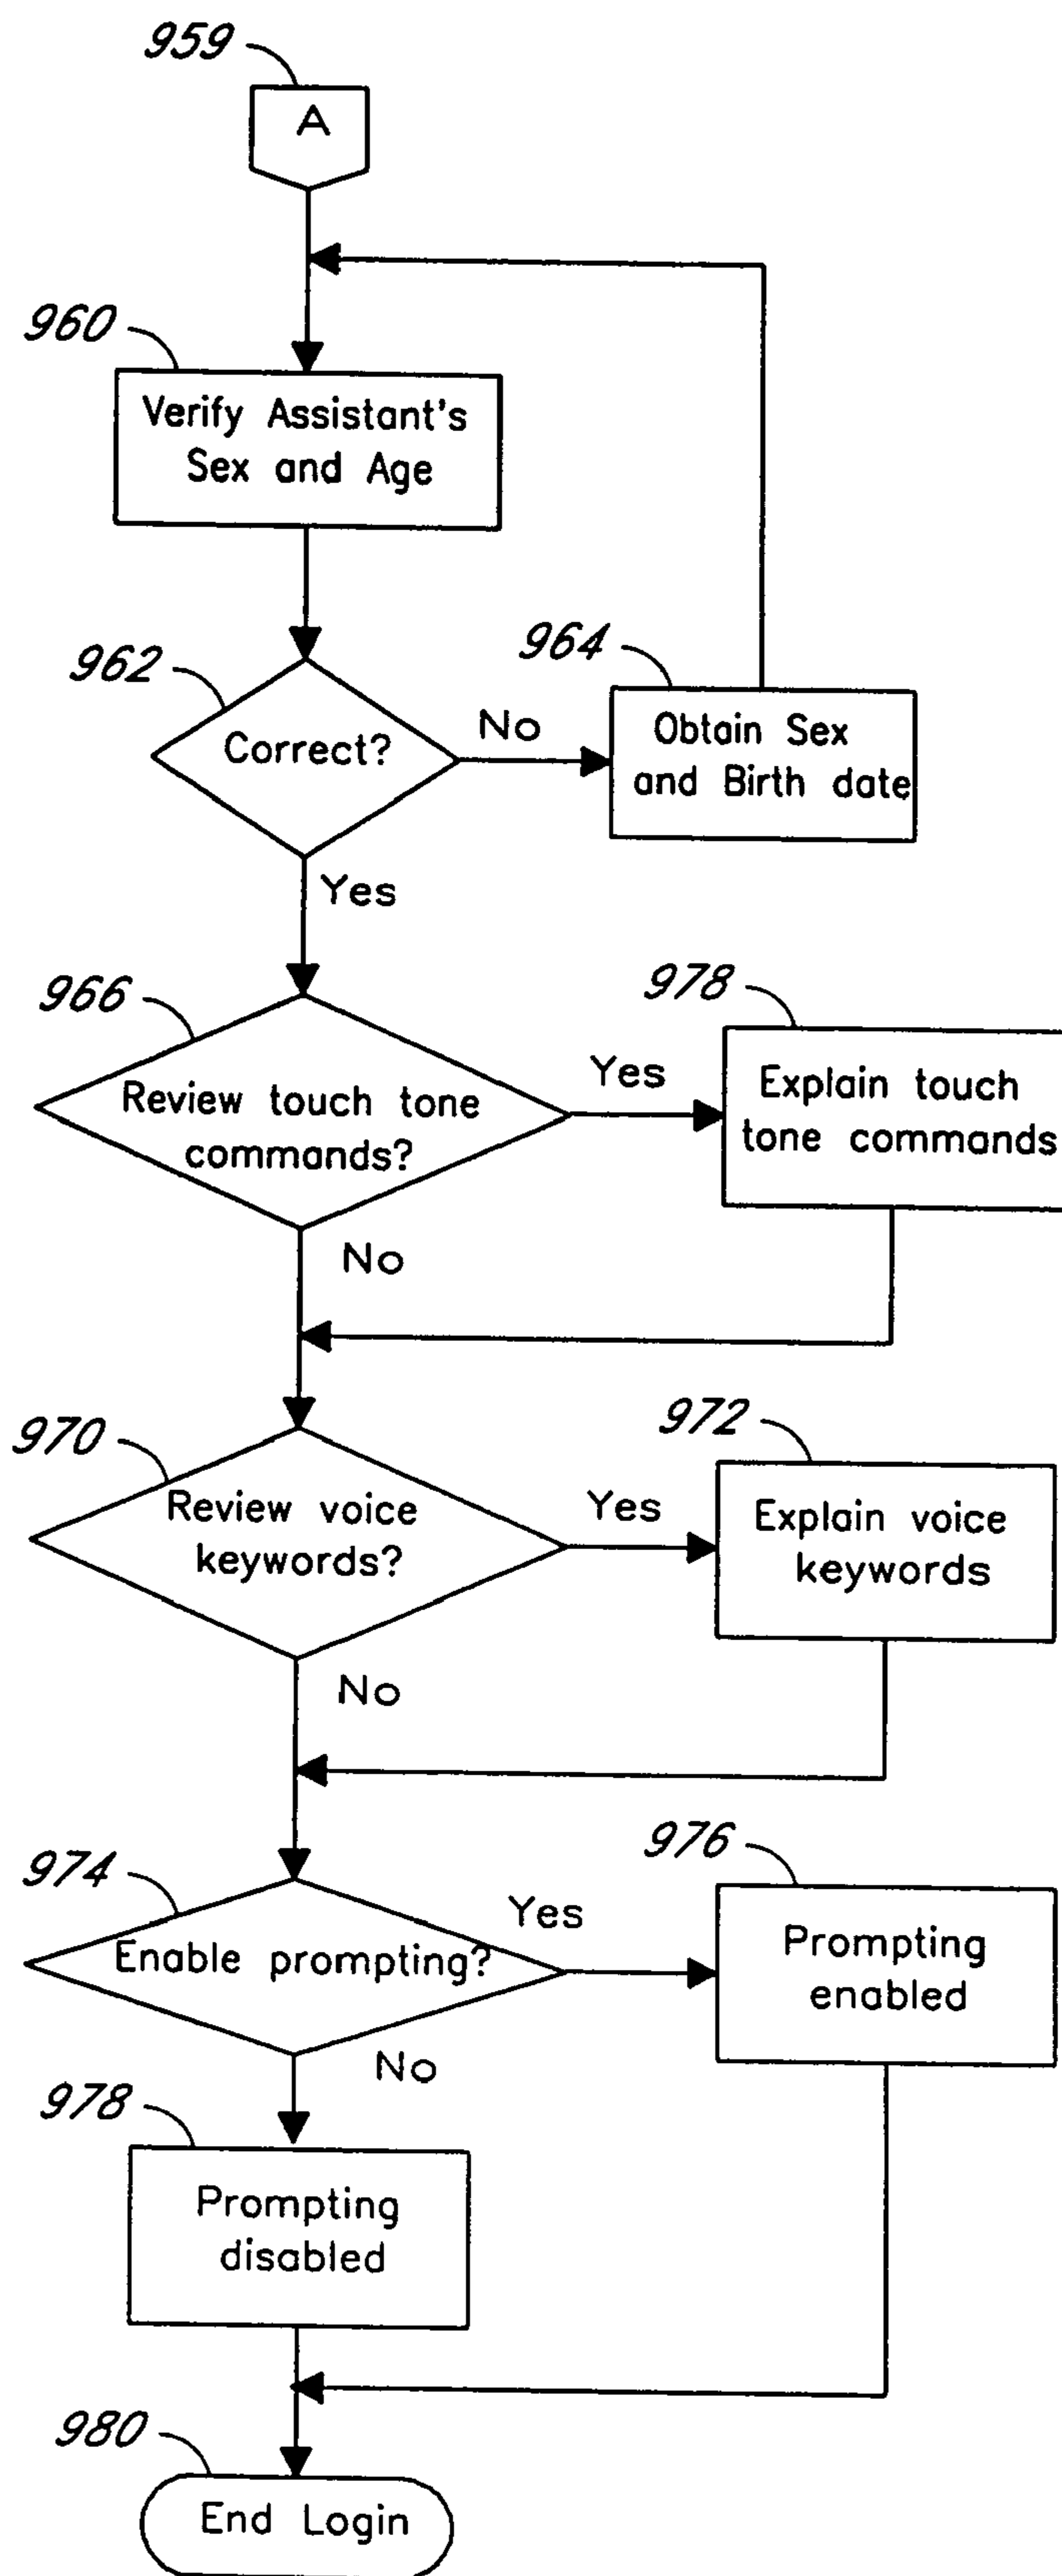 959
A
960
Verify Assistant's
Sex and Age
962
Correct?
No
964
Obtain Sex
and Birth date
Yes
966
Review touch tone
commands?
Yes
978
Explain touch
tone commands
No
970
Review voice
keywords?
Yes
972
Explain voice
keywords
No
974
Enable prompting?
Yes
976
Prompting
enabled
No
978
Prompting
disabled
980
End Login